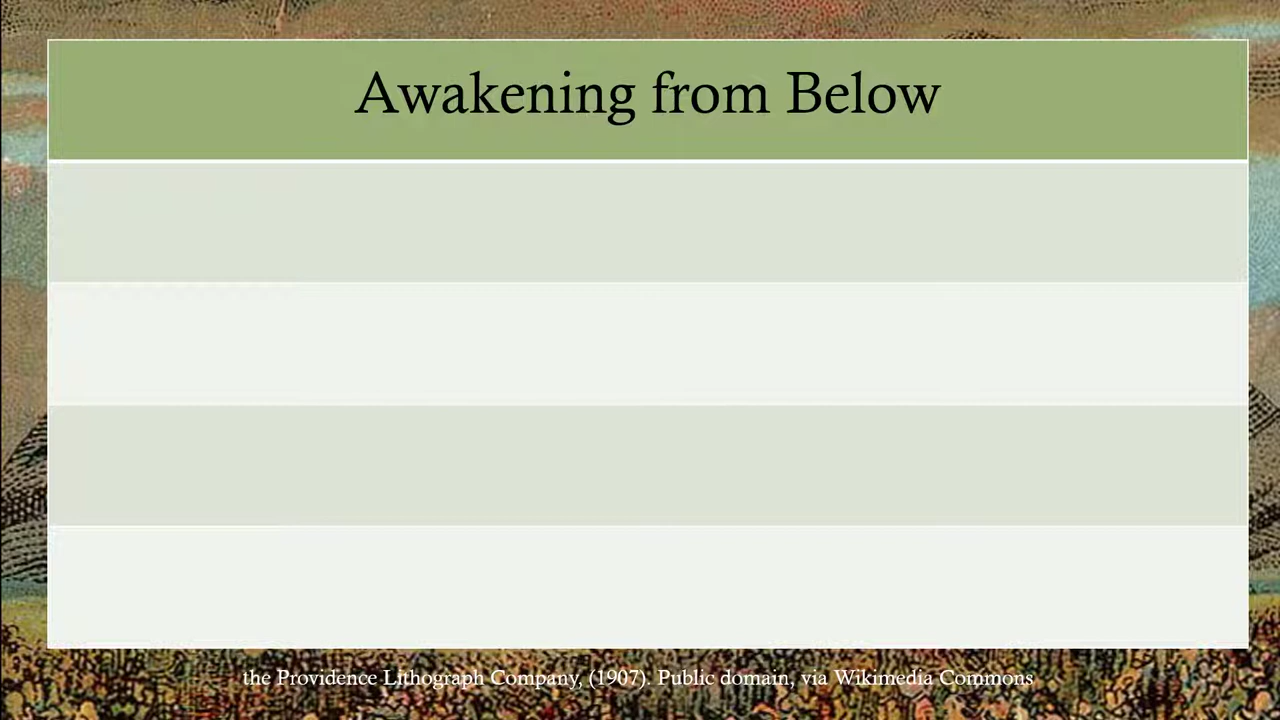 Awakening from Below
the Providence Lithograph Company, (1907). Public domain, via Wikimedia Commons